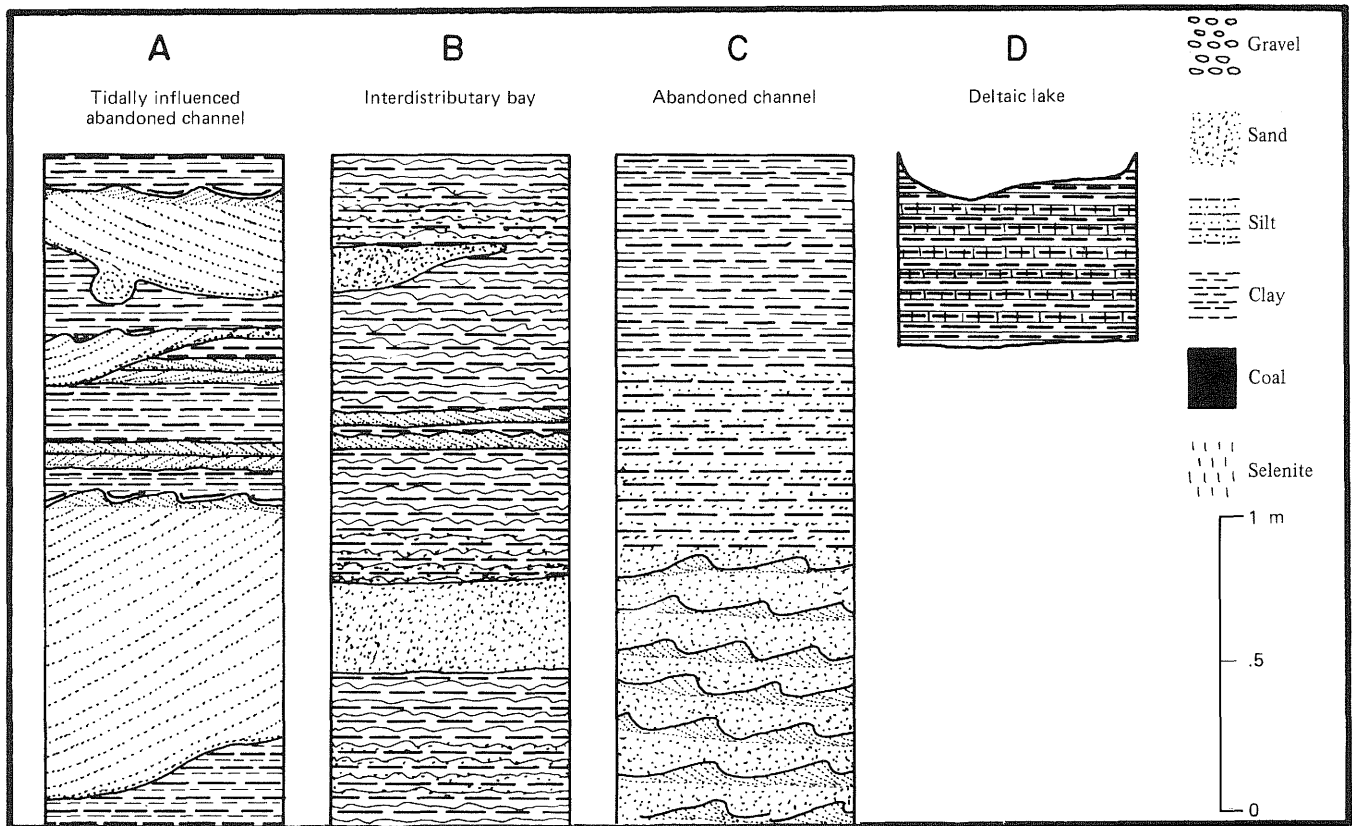 A
Tidally influenced
abandoned channel
B
Interdistributary bay
C
Abandoned channel
D
Deltaic lake
Gravel
Sand
Silt
Clay
Coal
Selenite
1 m
.5
0